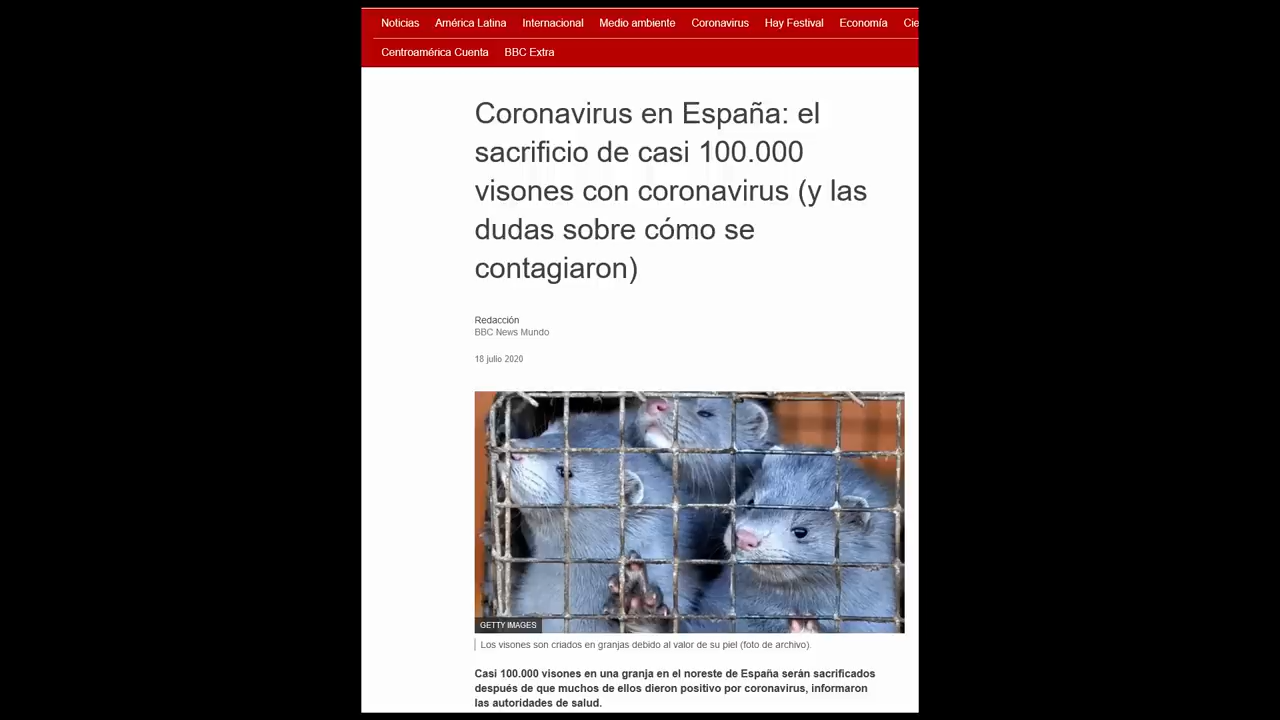 Noticias América Latina Internacional Medio ambiente Coronavirus Hay Festival Economía Cie
Centroamérica Cuenta BBC Extra
Coronavirus en España: el
sacrificio de casi 100.000
visones con coronavirus (y las
dudas sobre cómo se
contagiaron)
Redacción
BBC News Mundo
18 julio 2020
GETTY IMAGES
Los visones son criados en granjas debido al valor de su piel (foto de archivo).
Casi 100.000 visones en una granja en el noreste de España serán sacrificados
después de que muchos de ellos dieron positivo por coronavirus, informaron
las autoridades de salud.